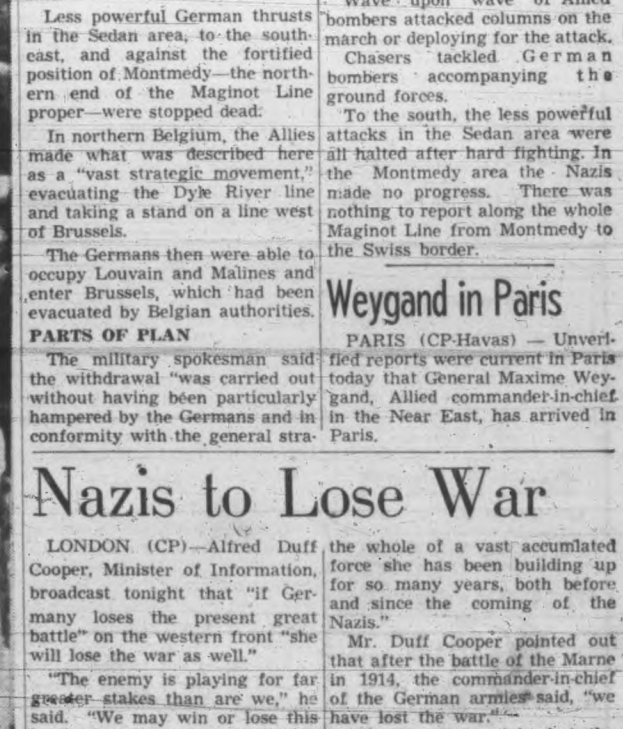 Less powerful German thrusts
in the Sedan area, to the south-
east, and against the fortified
position of Montmedy—the north-
ern end of the Maginot Line
proper—were stopped dead.
In northern Belgium, the Allies
made what was described here
as a "vast strategic movement,"
evacuating the Dyle River line
and taking a stand on a line west
of Brussels.
The Germans then were able to
occupy Louvain and Malines and
enter Brussels, which had been
evacuated by Belgian authorities.
PARTS OF PLAN
The military spokesman said
the withdrawal "was carried out
without having been particularly
hampered by the Germans and in
conformity with the general stra-
Wave upon wave of Allied
bombers attacked columns on the
march or deploying for the attack.
Chasers tackled German
bombers accompanying the
ground forces.
To the south, the less powerful
attacks in the Sedan area were
all halted after hard fighting. In
the Montmedy area the Nazis
made no progress. There was
nothing to report along the whole
Maginot Line from Montmedy to
the Swiss border.
Weygand in Paris
PARIS (CP-Havas) — Unveri-
fied reports were current in Paris
today that General Maxime Wey-
gand, Allied commander-in-chief
in the Near East, has arrived in
Paris.
Nazis to Lose War
LONDON (CP)—Alfred Duff
Cooper, Minister of Information,
broadcast tonight that "if Ger-
many loses the present great
battle" on the western front "she
will lose the war as well."
"The enemy is playing for far
greater stakes than are we," he
said. "We may win or lose this
the whole of a vast accumlated
force she has been building up
for so many years, both before
and since the coming of the
Nazis."
Mr. Duff Cooper pointed out
that after the battle of the Marne
in 1914, the commander-in-chief
of the German armies said, "we
have lost the war."